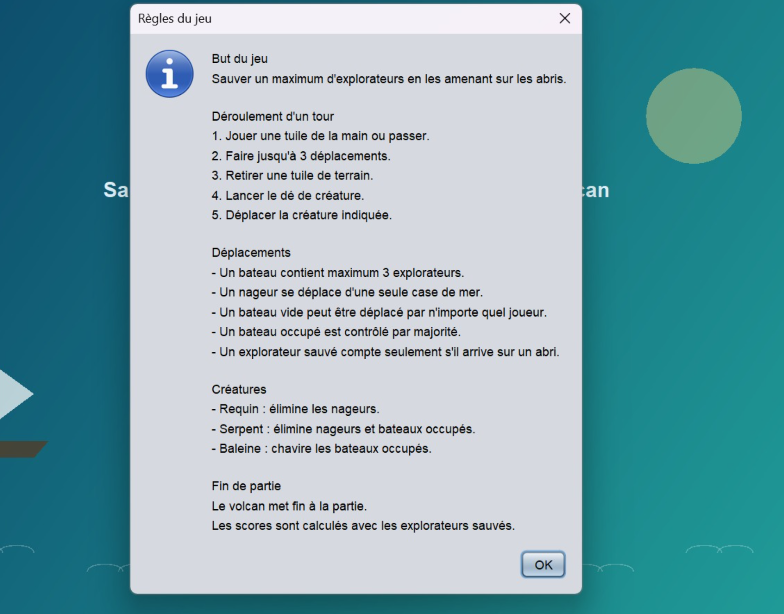 Règles du jeu
But du jeu
Sauver un maximum d'explorateurs en les amenant sur les abris.
Déroulement d'un tour
1. Jouer une tuile de la main ou passer.
2. Faire jusqu'à 3 déplacements.
3. Retirer une tuile de terrain.
4. Lancer le dé de créature.
5. Déplacer la créature indiquée.
Déplacements
- Un bateau contient maximum 3 explorateurs.
- Un nageur se déplace d'une seule case de mer.
- Un bateau vide peut être déplacé par n'importe quel joueur.
- Un bateau occupé est contrôlé par majorité.
- Un explorateur sauvé compte seulement s'il arrive sur un abri.
Créatures
- Requin : élimine les nageurs.
- Serpent : élimine nageurs et bateaux occupés.
- Baleine : chavire les bateaux occupés.
Fin de partie
Le volcan met fin à la partie.
Les scores sont calculés avec les explorateurs sauvés.
OK